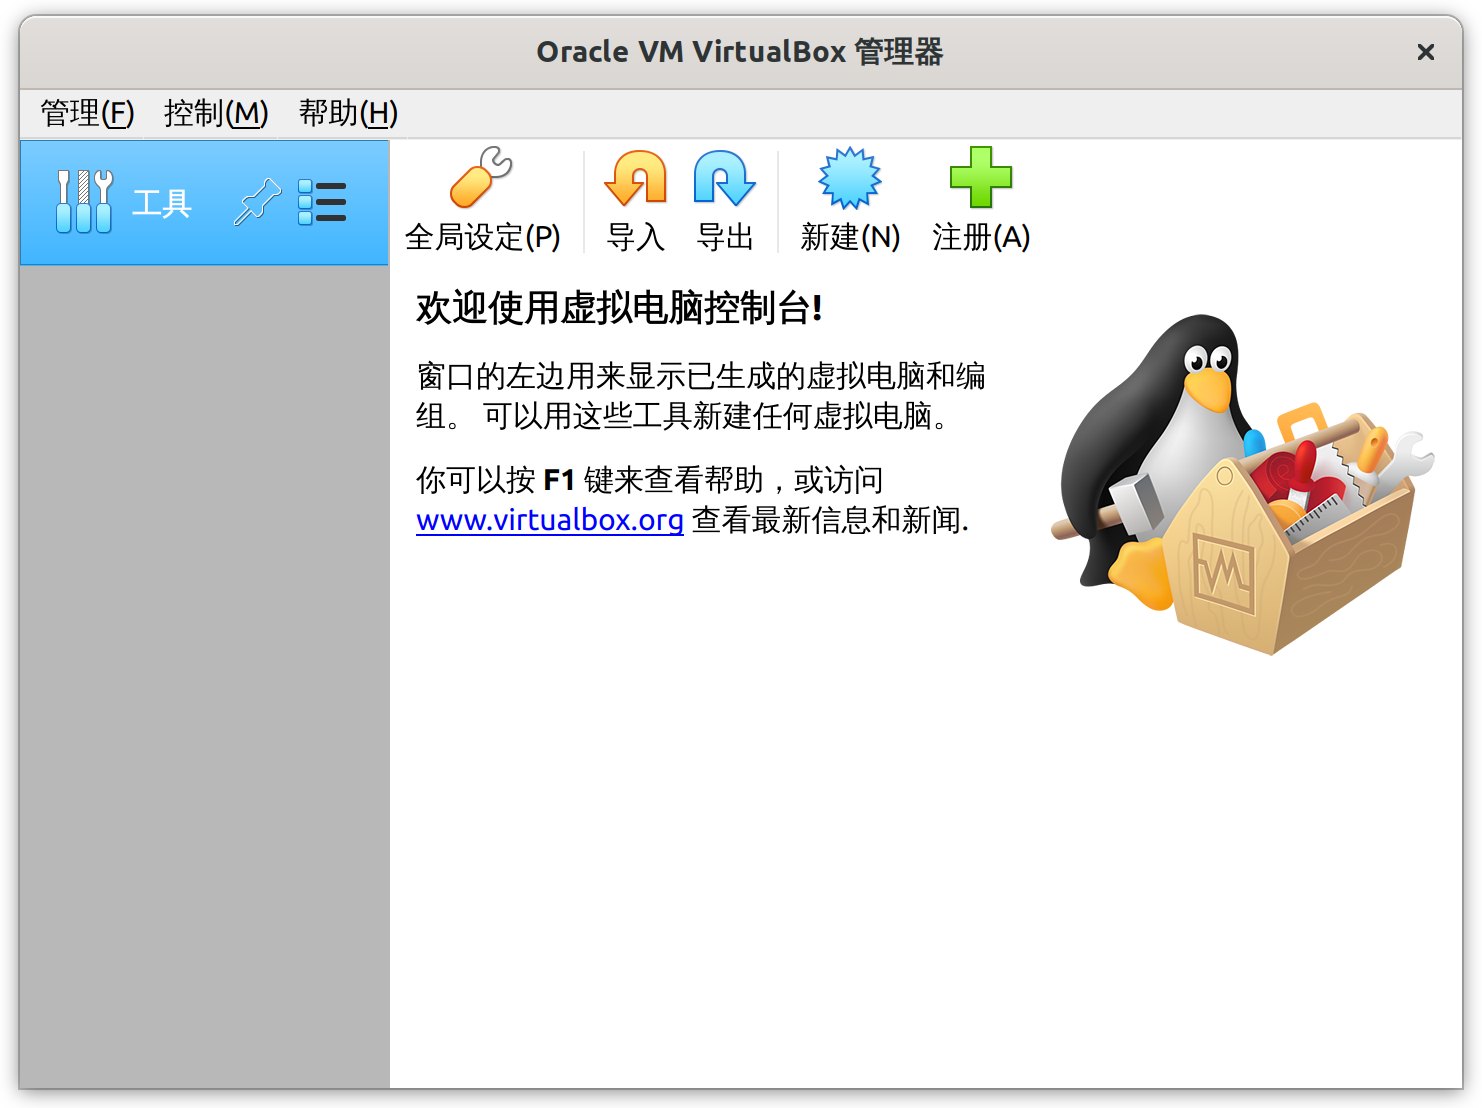 Oracle VM VirtualBox 管理器
管理(F) 控制(M) 帮助(H)
工具
全局设定(P) 导入 导出 新建(N) 注册(A)
欢迎使用虚拟电脑控制台!
窗口的左边用来显示已生成的虚拟电脑和编
组。 可以用这些工具新建任何虚拟电脑。
你可以按 F1 键来查看帮助，或访问
www.virtualbox.org 查看最新信息和新闻.